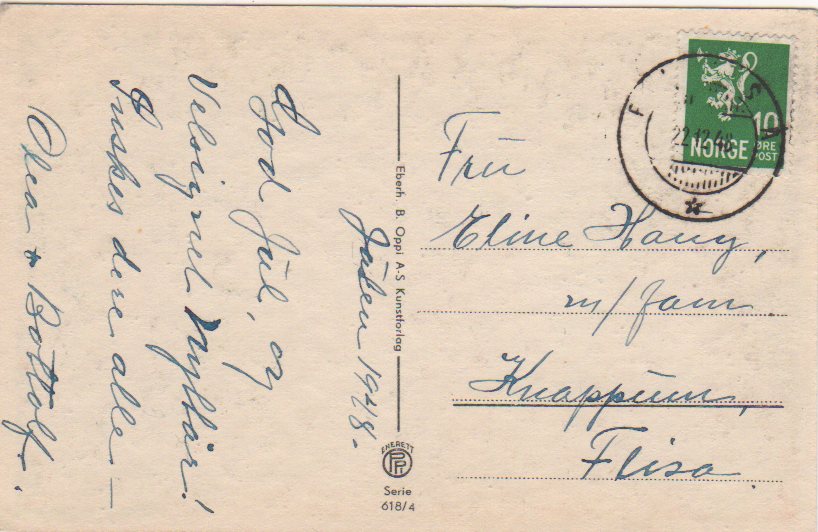 Julen 1948.
God Jul, og
Velsignet Nyttår!
Ønskes dere alle —
Olea + Bottolf.
Eberh. B. Oppi A-S Kunstforlag
ENERETT
Serie
618/4
22.12.48
10
NORGE
ØRE
POST
Fru
Eline Haug,
m/fam
Knappum,
Flisa